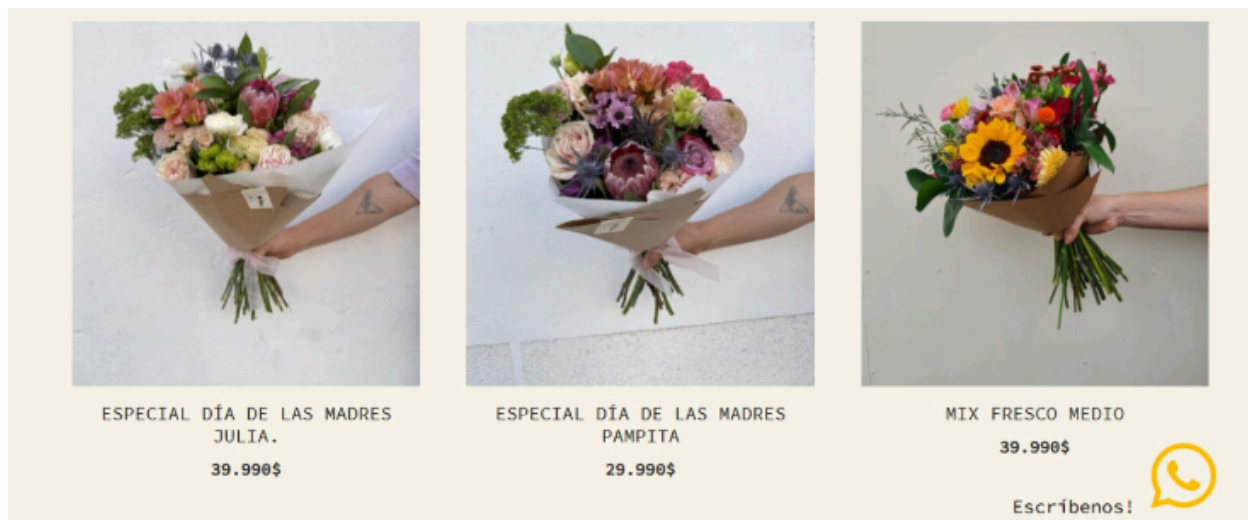 ESPECIAL DÍA DE LAS MADRES
JULIA.
39.990$
ESPECIAL DÍA DE LAS MADRES
PAMPITA
29.990$
MIX FRESCO MEDIO
39.990$
Escríbenos!